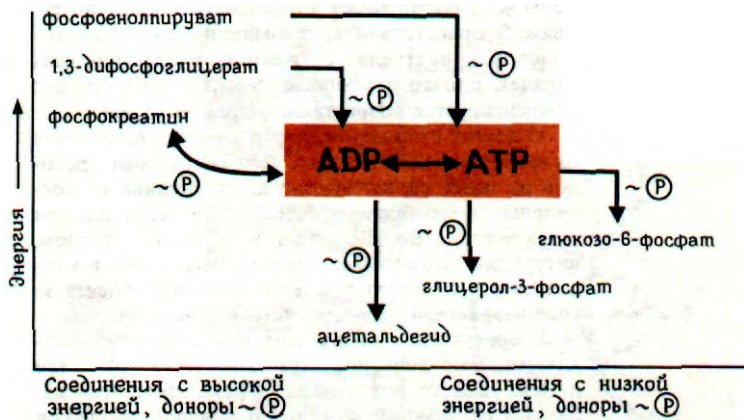 фосфоенолпируват
~ Ⓟ
1,3-дифосфоглицерат
~ Ⓟ
фосфокреатин
~ Ⓟ
ADP
ATP
~ Ⓟ
глюкозо-6-фосфат
~ Ⓟ
глицерол-3-фосфат
~ Ⓟ
ацетальдегид
Энергия
Соединения с высокой
энергией, доноры ~ Ⓟ
Соединения с низкой
энергией, доноры ~ Ⓟ